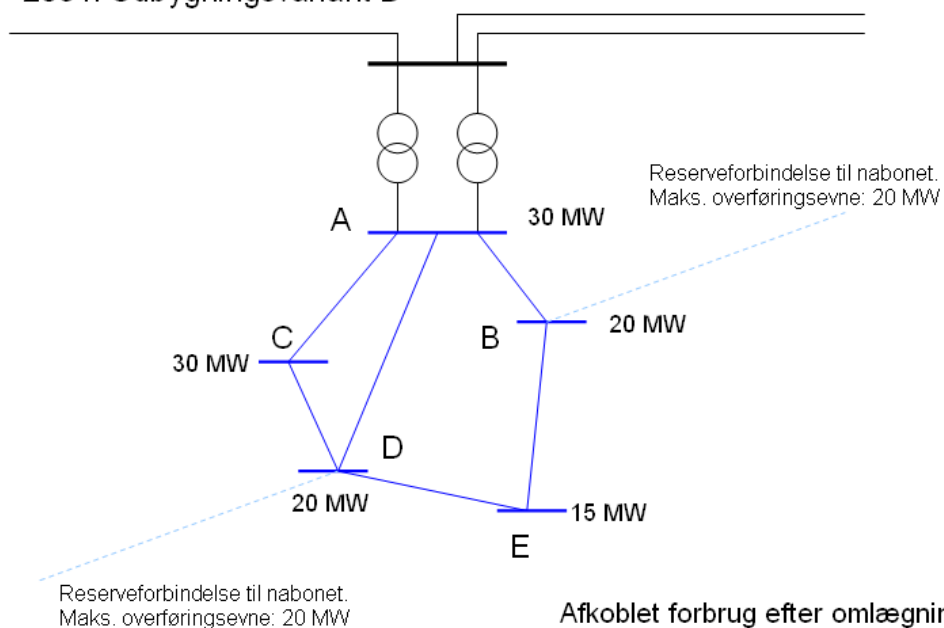 Reserveforbindelse til nabonet.
Maks. overføringsevne: 20 MW
A
30 MW
B
20 MW
C
30 MW
D
20 MW
15 MW
E
Reserveforbindelse til nabonet.
Maks. overføringsevne: 20 MW
Afkoblet forbrug efter